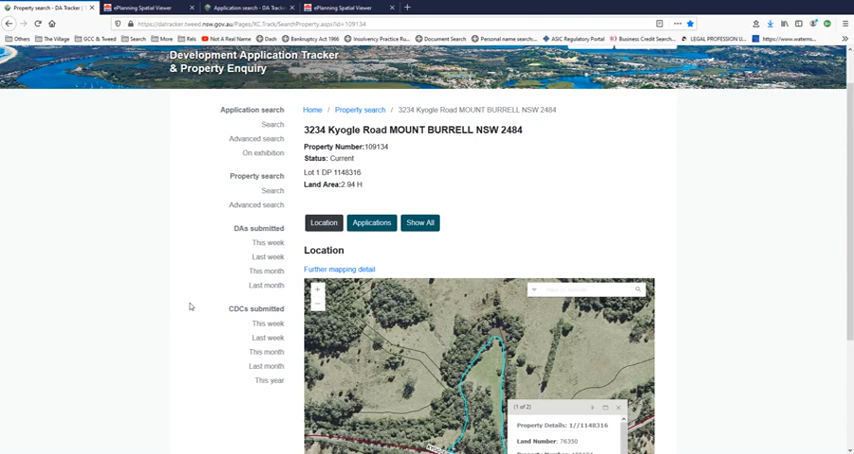 Property search - DA Tracker
ePlanning Spatial Viewer
Application search - DA Tracker
ePlanning Spatial Viewer
https://datracker.tweed.nsw.gov.au/Pages/XC.Track/SearchProperty.aspx?id=109134
Others
The Village
GCC & Tweed
Search
More
Rels
Not A Real Name
Dash
Bankruptcy Act 1966
Insolvency Practice Ru...
Document Search
Personal name search...
ASIC Regulatory Portal
Business Credit Search...
LEGAL PROFESSION U...
https://www.waterns...
Development Application Tracker
& Property Enquiry
Application search
Search
Advanced search
On exhibition
Property search
Search
Advanced search
DAs submitted
This week
Last week
This month
Last month
CDCs submitted
This week
Last week
This month
Last month
This year
Home / Property search / 3234 Kyogle Road MOUNT BURRELL NSW 2484
3234 Kyogle Road MOUNT BURRELL NSW 2484
Property Number:109134
Status: Current
Lot 1 DP 1148316
Land Area:2.94 H
Location
Applications
Show All
Location
Further mapping detail
(1 of 2)
Property Details: 1//1148316
Land Number: 76350